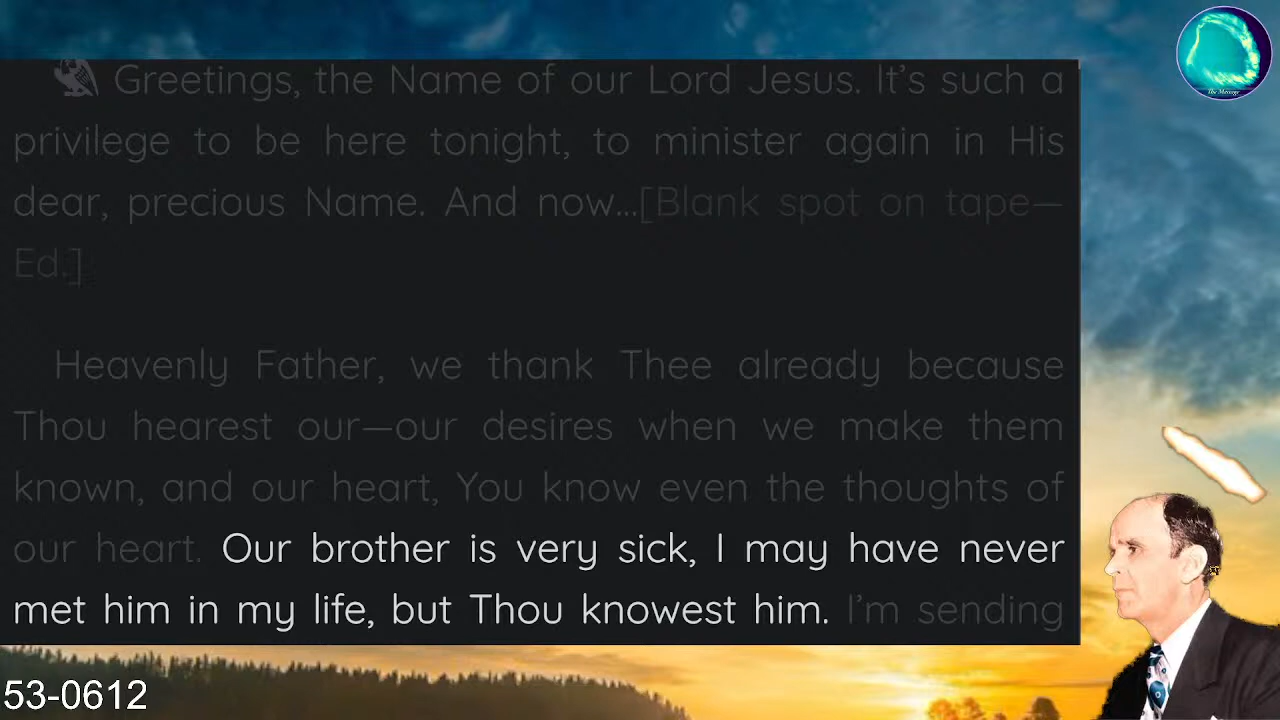 Greetings, the Name of our Lord Jesus. It’s such a
privilege to be here tonight, to minister again in His
dear, precious Name. And now...[Blank spot on tape—
Ed.]
Heavenly Father, we thank Thee already because
Thou hearest our—our desires when we make them
known, and our heart, You know even the thoughts of
our heart. Our brother is very sick, I may have never
met him in my life, but Thou knowest him. I’m sending
53-0612
The Message